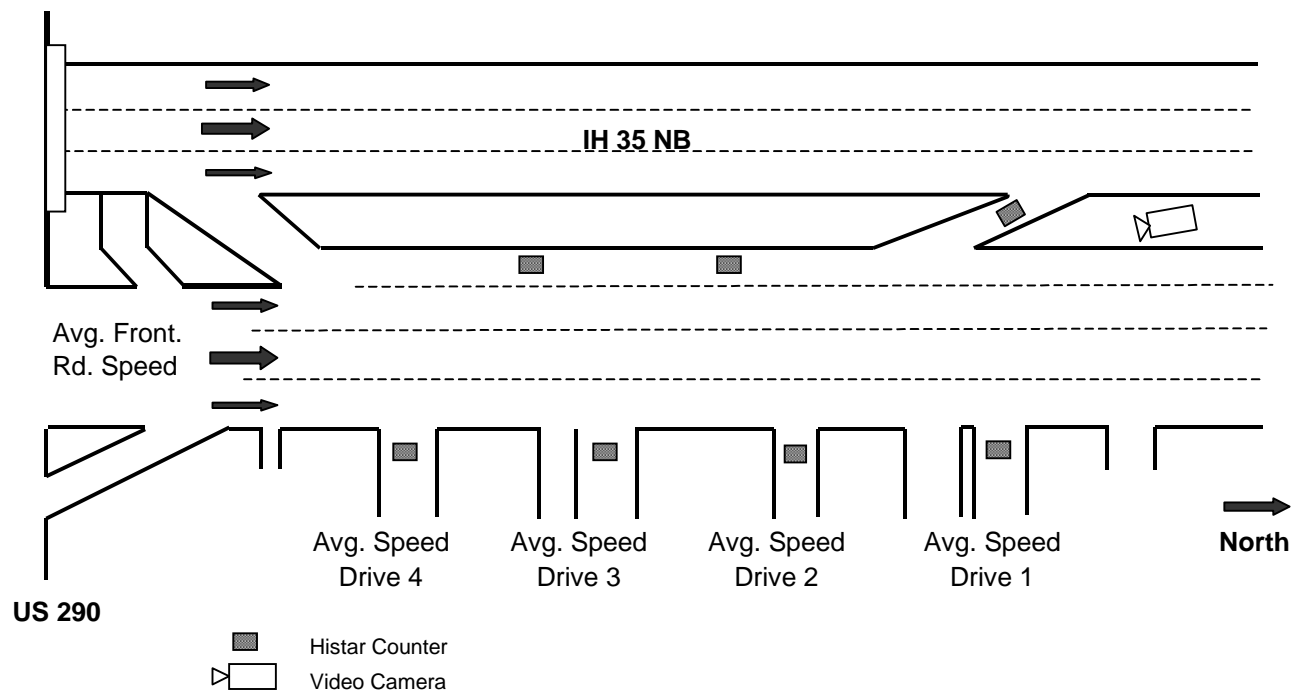 IH 35 NB
Avg. Front.
Rd. Speed
Avg. Speed
Drive 4
Avg. Speed
Drive 3
Avg. Speed
Drive 2
Avg. Speed
Drive 1
North
US 290
Histar Counter
Video Camera